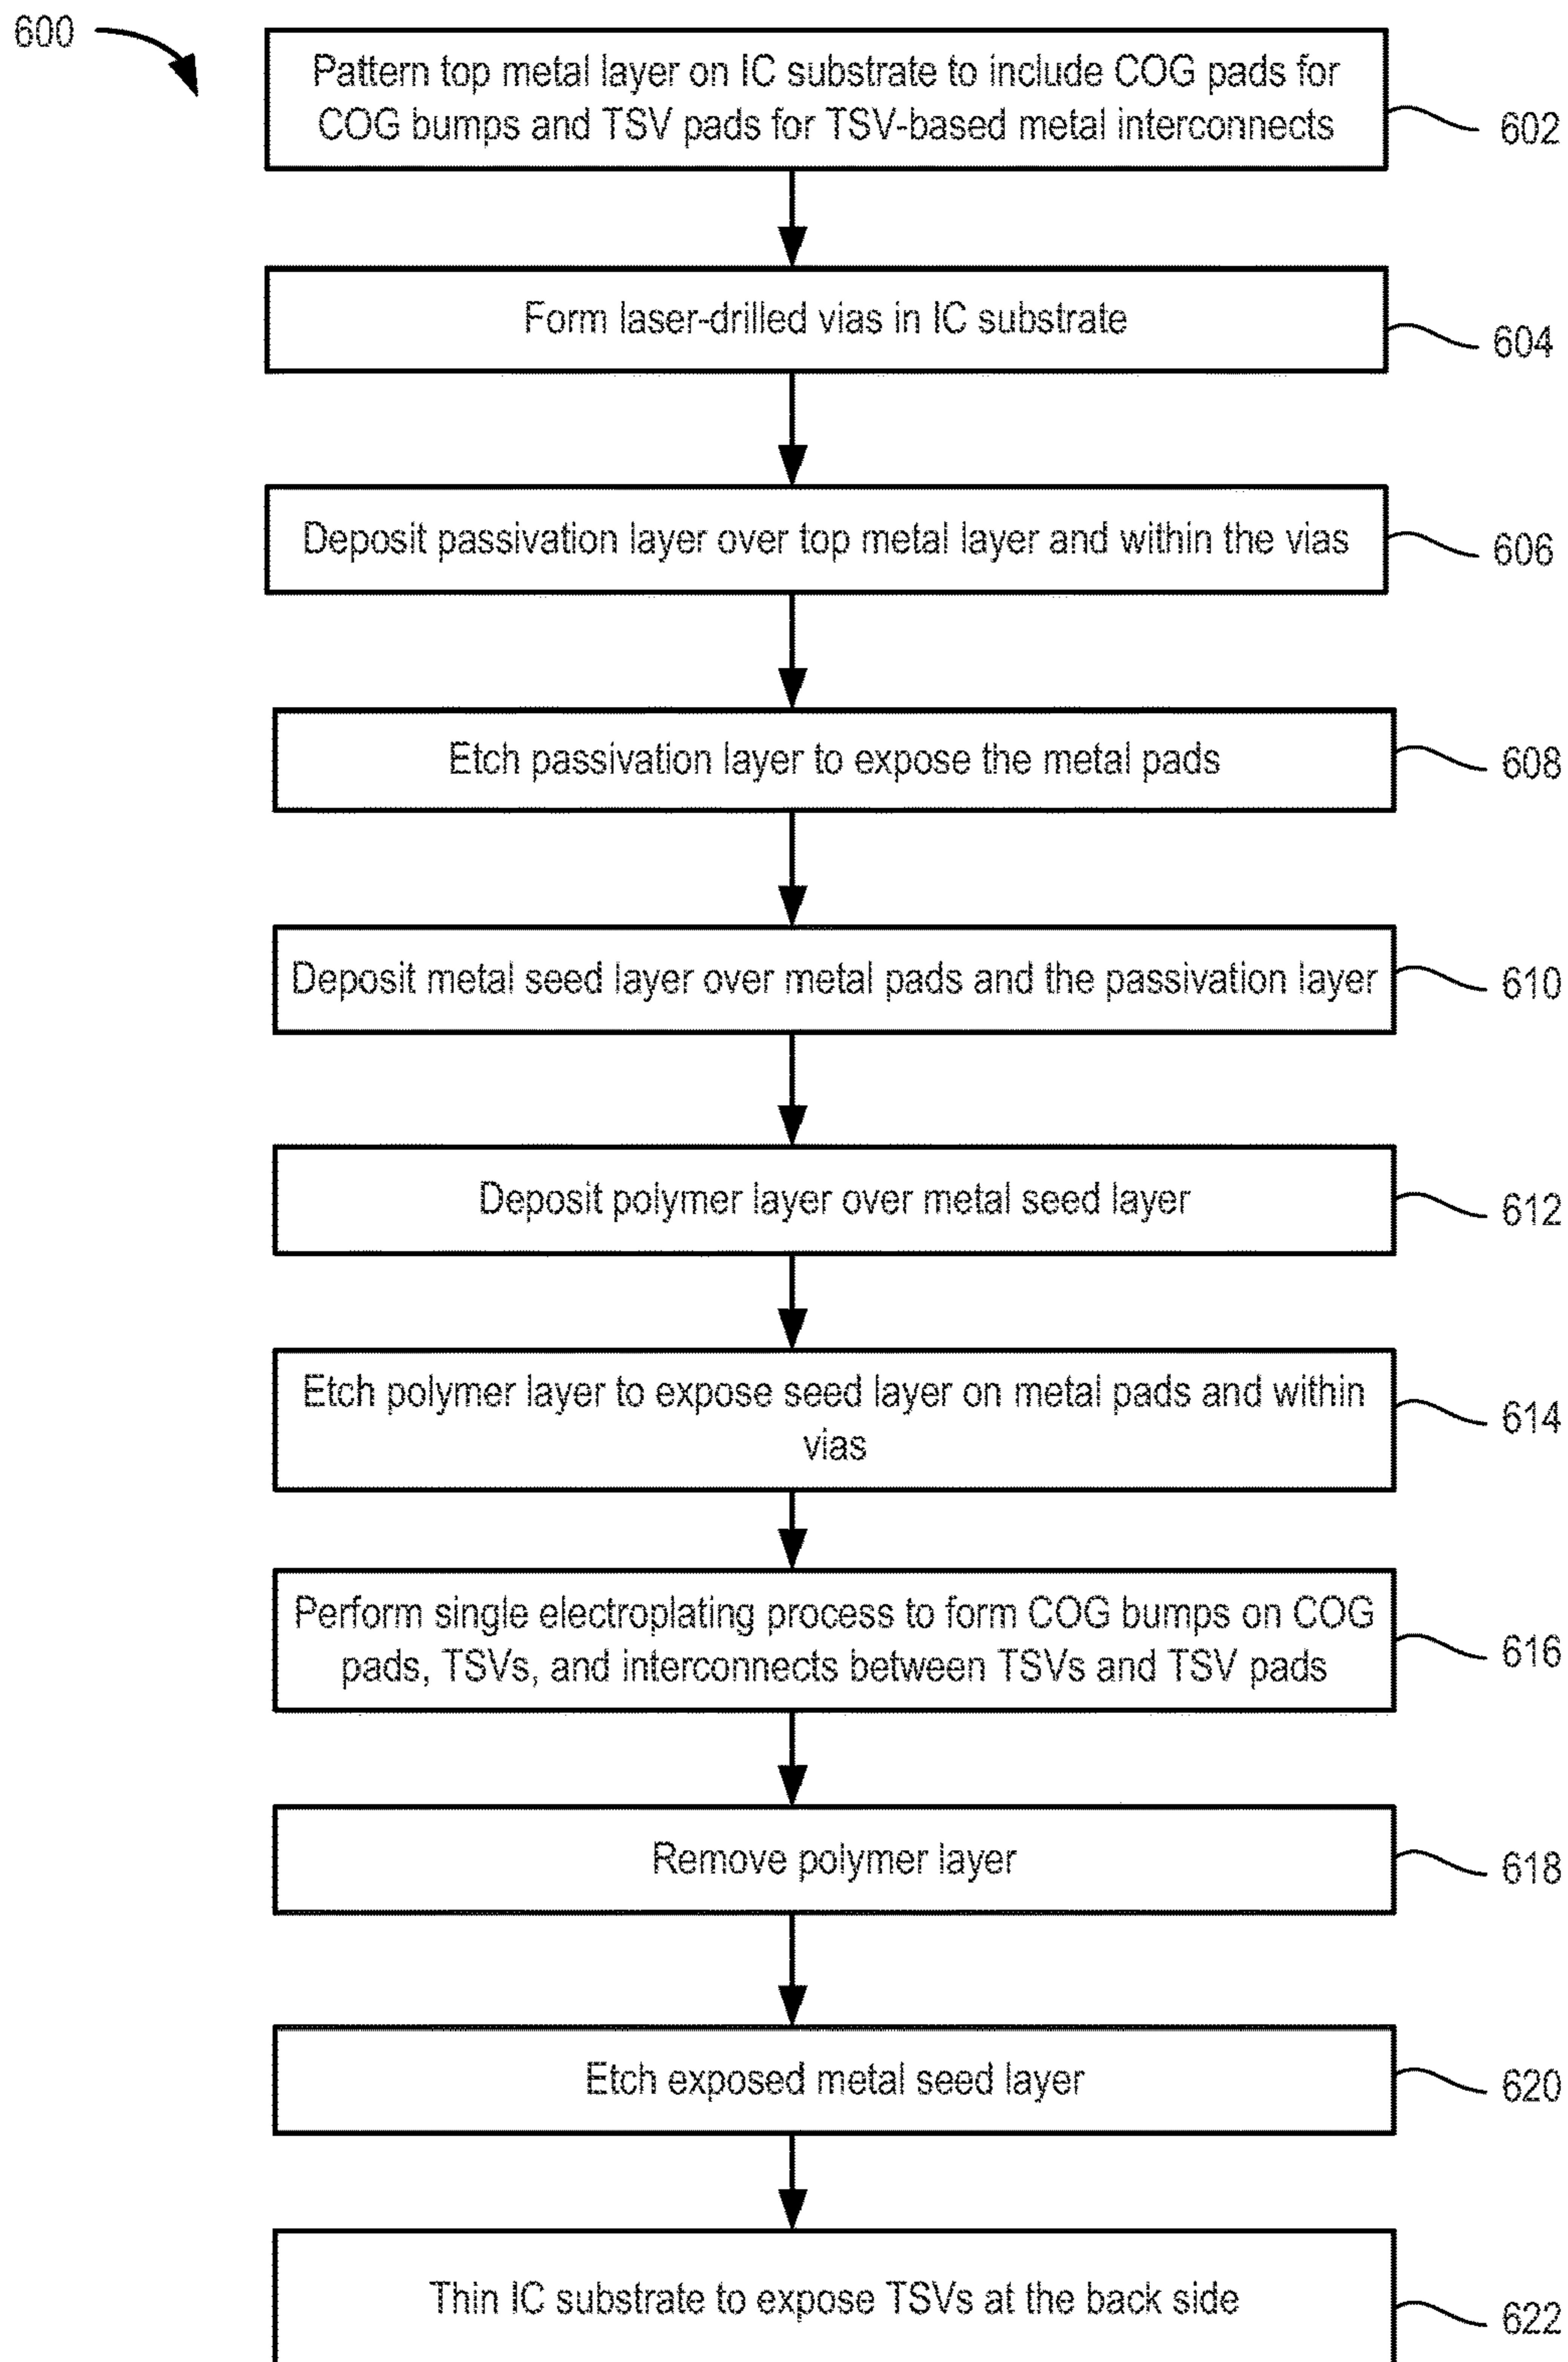 600
Pattern top metal layer on IC substrate to include COG pads for
COG bumps and TSV pads for TSV-based metal interconnects
602
Form laser-drilled vias in IC substrate
604
Deposit passivation layer over top metal layer and within the vias
606
Etch passivation layer to expose the metal pads
608
Deposit metal seed layer over metal pads and the passivation layer
610
Deposit polymer layer over metal seed layer
612
Etch polymer layer to expose seed layer on metal pads and within
vias
614
Perform single electroplating process to form COG bumps on COG
pads, TSVs, and interconnects between TSVs and TSV pads
616
Remove polymer layer
618
Etch exposed metal seed layer
620
Thin IC substrate to expose TSVs at the back side
622